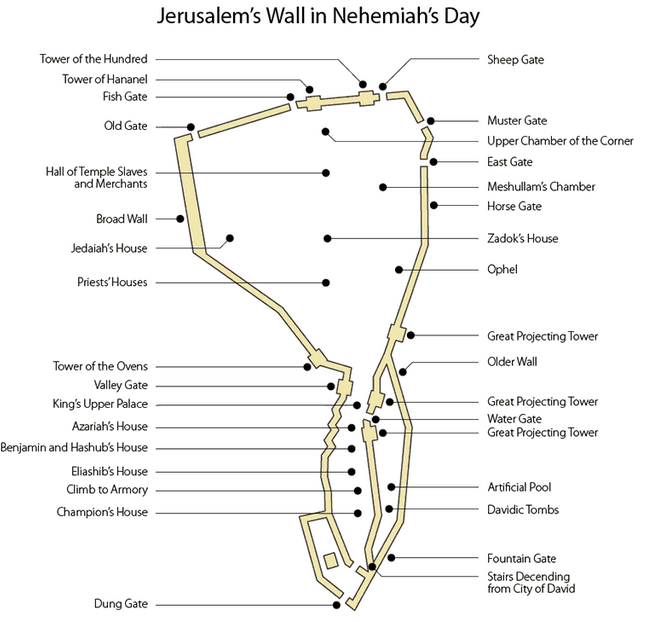 Jerusalem's Wall in Nehemiah's Day
Tower of the Hundred
Tower of Hananel
Fish Gate
Old Gate
Hall of Temple Slaves
and Merchants
Broad Wall
Jedaiah's House
Priests' Houses
Tower of the Ovens
Valley Gate
King's Upper Palace
Azariah's House
Benjamin and Hashub's House
Eliashib's House
Climb to Armory
Champion's House
Dung Gate
Sheep Gate
Muster Gate
Upper Chamber of the Corner
East Gate
Meshullam's Chamber
Horse Gate
Zadok's House
Ophel
Great Projecting Tower
Older Wall
Great Projecting Tower
Water Gate
Great Projecting Tower
Artificial Pool
Davidic Tombs
Fountain Gate
Stairs Decending
from City of David